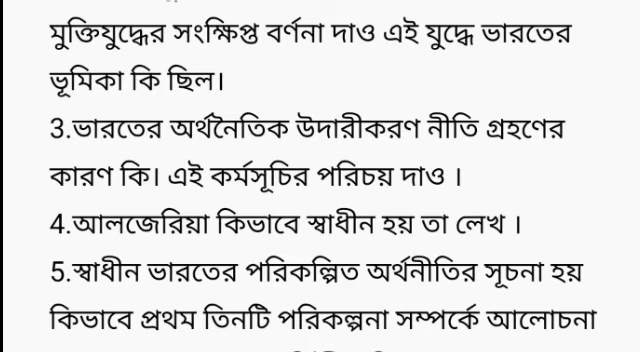 মুক্তিযুদ্ধের সংক্ষিপ্ত বর্ণনা দাও এই যুদ্ধে ভারতের
ভূমিকা কি ছিল।
3.ভারতের অর্থনৈতিক উদারীকরণ নীতি গ্রহণের
কারণ কি। এই কর্মসূচির পরিচয় দাও ।
4.আলজেরিয়া কিভাবে স্বাধীন হয় তা লেখ ।
5.স্বাধীন ভারতের পরিকল্পিত অর্থনীতির সূচনা হয়
কিভাবে প্রথম তিনটি পরিকল্পনা সম্পর্কে আলোচনা